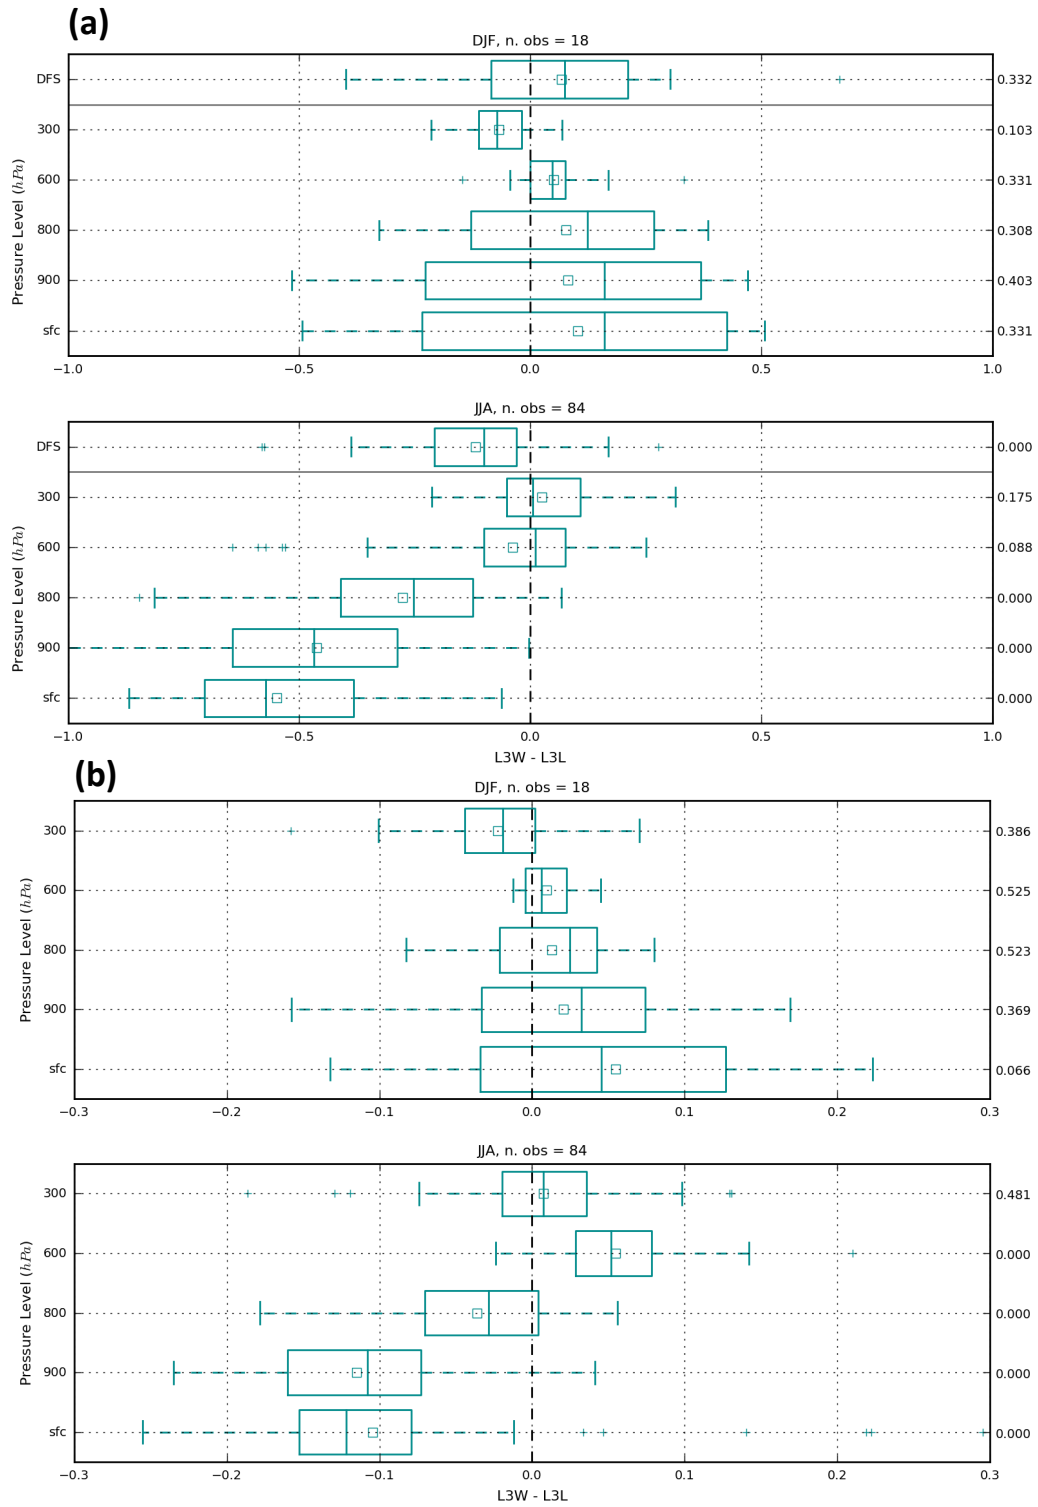 (a)
DJF, n. obs = 18
DFS 0.332
300 0.103
600 0.331
800 0.308
900 0.403
sfc 0.331
Pressure Level (hPa)
−1.0 −0.5 0.0 0.5 1.0
JJA, n. obs = 84
DFS 0.000
300 0.175
600 0.088
800 0.000
900 0.000
sfc 0.000
Pressure Level (hPa)
−1.0 −0.5 0.0 0.5 1.0
L3W - L3L
(b)
DJF, n. obs = 18
300 0.386
600 0.525
800 0.523
900 0.369
sfc 0.066
Pressure Level (hPa)
−0.3 −0.2 −0.1 0.0 0.1 0.2 0.3
JJA, n. obs = 84
300 0.481
600 0.000
800 0.000
900 0.000
sfc 0.000
Pressure Level (hPa)
−0.3 −0.2 −0.1 0.0 0.1 0.2 0.3
L3W - L3L